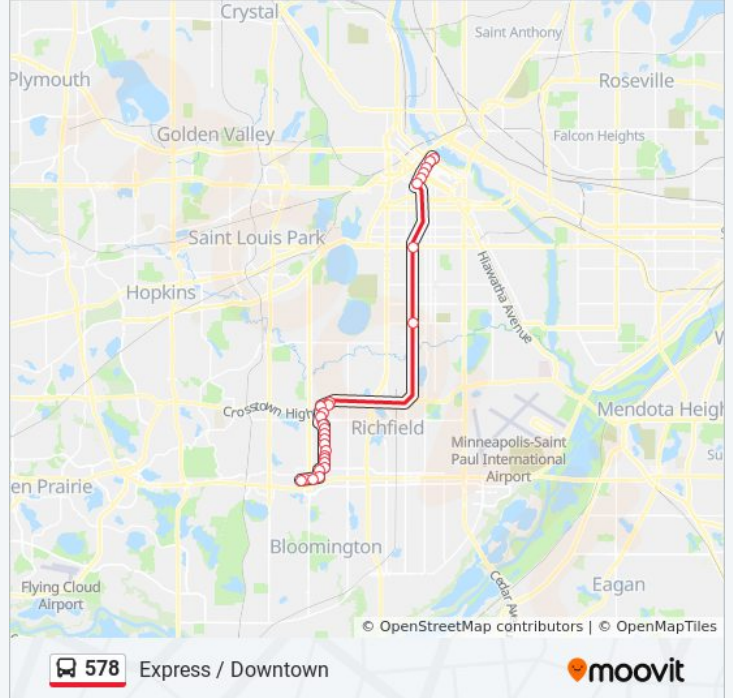 Crystal
Saint Anthony
Plymouth
Roseville
Golden Valley
Falcon Heights
Saint Louis Park
Hiawatha Avenue
Hopkins
Crosstown High
Mendota Heigh
Richfield
Minneapolis-Saint
Paul International
Airport
Su
en Prairie
Bloomington
Flying Cloud
Airport
Cedar Av
Eagan
© OpenStreetMap contributors | © OpenMapTiles
578 Express / Downtown
moovit